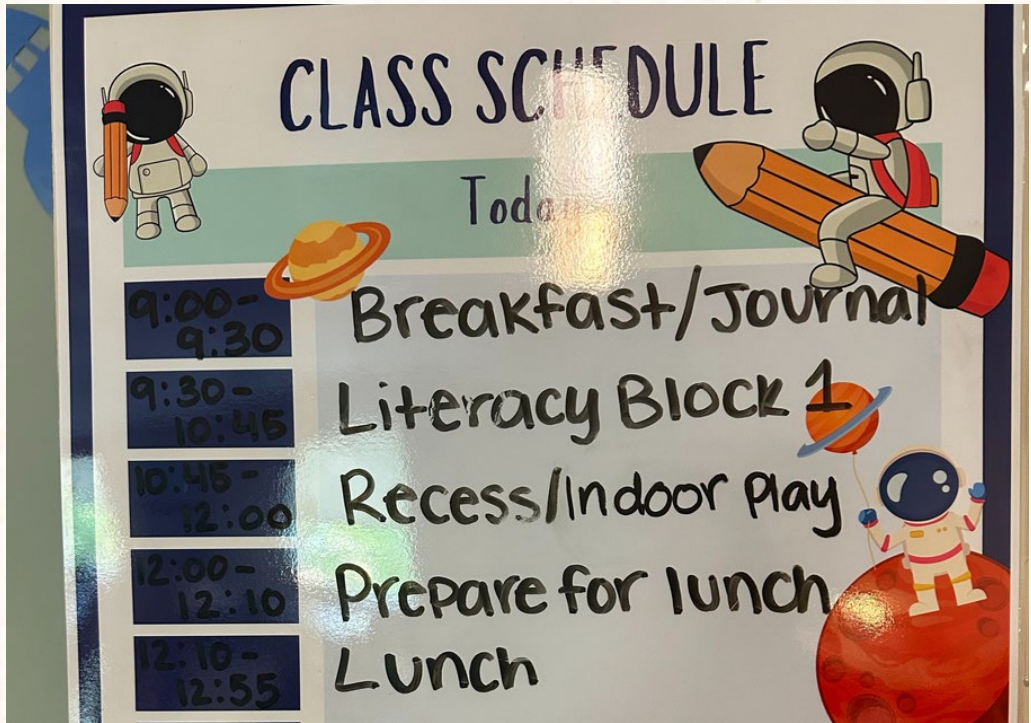 CLASS SCHEDULE
Today
9:00-
9:30
Breakfast/Journal
9:30-
10:45
Literacy Block 1
10:45-
12:00
Recess/Indoor Play
12:00-
12:10
Prepare for lunch
12:10-
12:55
Lunch